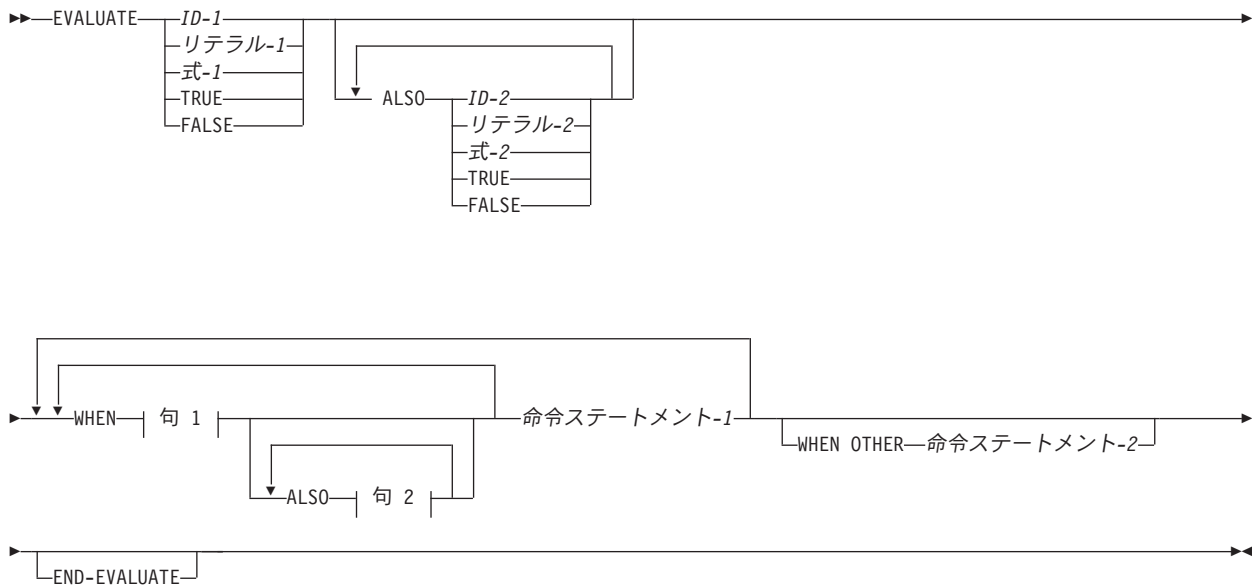 EVALUATE ID-1
リテラル-1
式-1
TRUE
FALSE
ALSO ID-2
リテラル-2
式-2
TRUE
FALSE
WHEN 句 1 命令ステートメント-1
WHEN OTHER 命令ステートメント-2
ALSO 句 2
END-EVALUATE